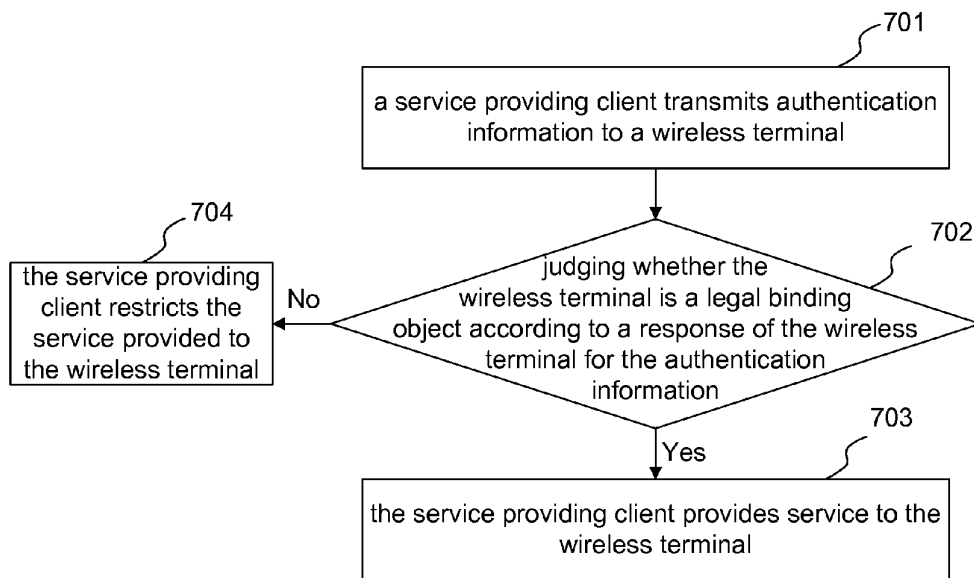 701
a service providing client transmits authentication
information to a wireless terminal
702
judging whether the
wireless terminal is a legal binding
object according to a response of the wireless
terminal for the authentication
information
704
the service providing
client restricts the
service provided to
the wireless terminal
No
Yes
703
the service providing client provides service to the
wireless terminal